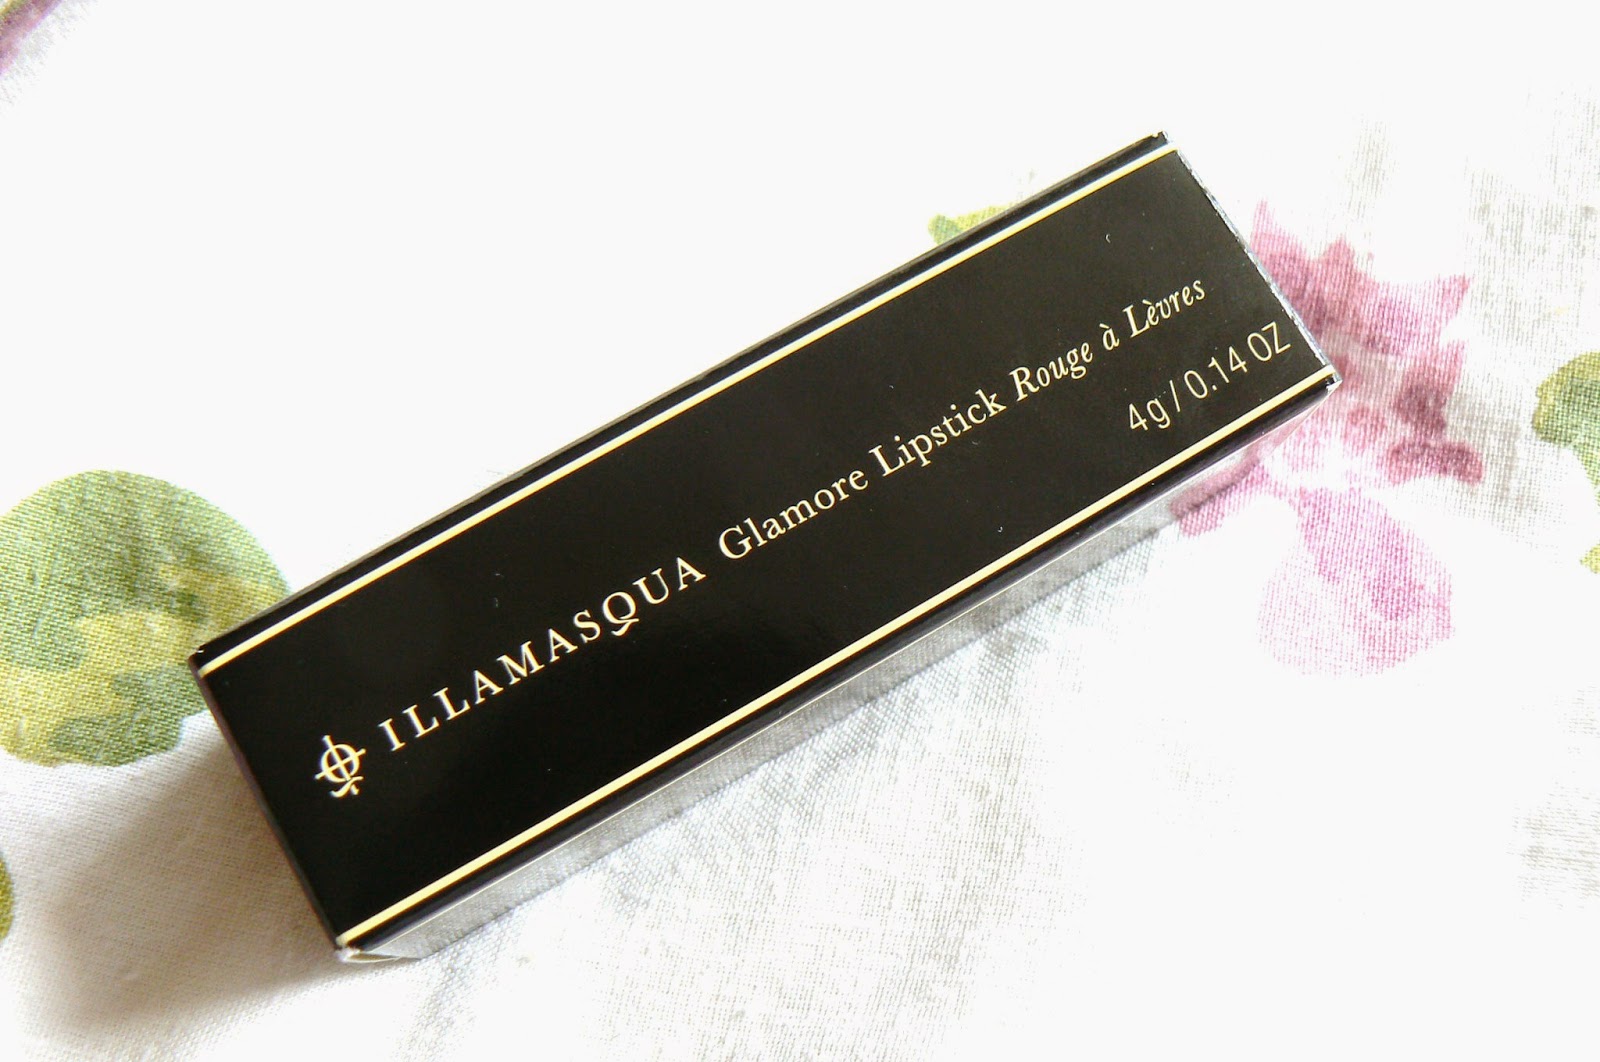 ILLAMASQUA Glamore Lipstick Rouge à Lèvres
4g / 0.14 OZ